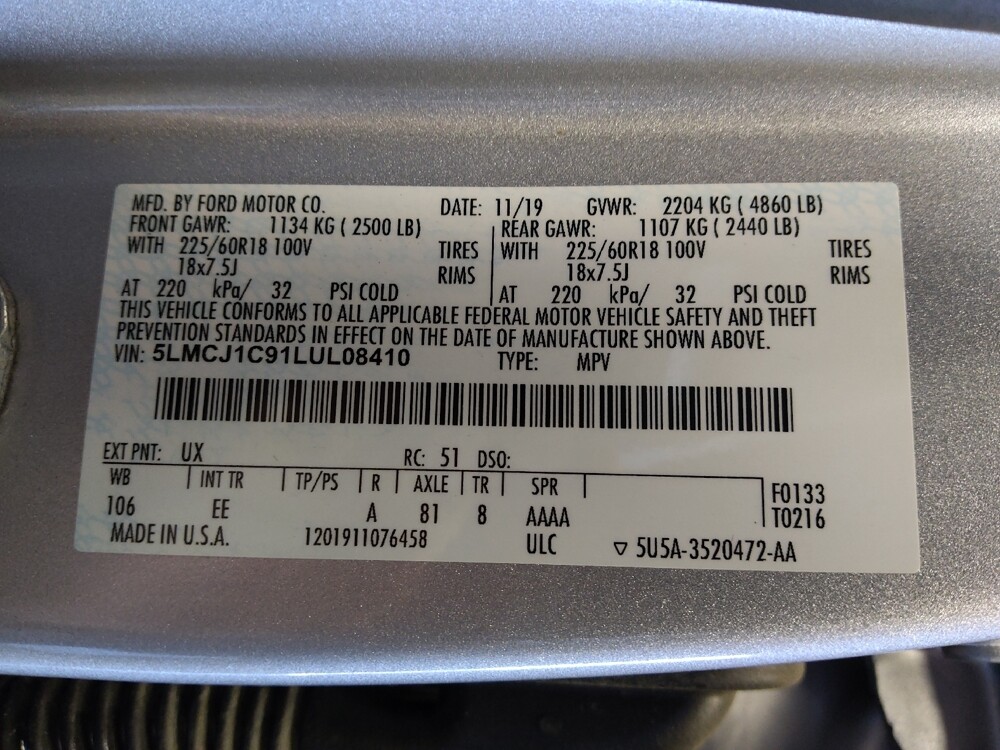 MFD. BY FORD MOTOR CO. DATE: 11/19 GVWR: 2204 KG ( 4860 LB)
FRONT GAWR: 1134 KG ( 2500 LB) REAR GAWR: 1107 KG ( 2440 LB)
WITH 225/60R18 100V TIRES WITH 225/60R18 100V TIRES
18x7.5J RIMS 18x7.5J RIMS
AT 220 kPa/ 32 PSI COLD AT 220 kPa/ 32 PSI COLD
THIS VEHICLE CONFORMS TO ALL APPLICABLE FEDERAL MOTOR VEHICLE SAFETY AND THEFT
PREVENTION STANDARDS IN EFFECT ON THE DATE OF MANUFACTURE SHOWN ABOVE.
VIN: 5LMCJ1C91LUL08410 TYPE: MPV
EXT PNT: UX RC: 51 DSO:
WB INT TR TP/PS R AXLE TR SPR F0133
106 EE A 81 8 AAAA T0216
MADE IN U.S.A. 1201911076458 ULC ▽ 5U5A-3520472-AA